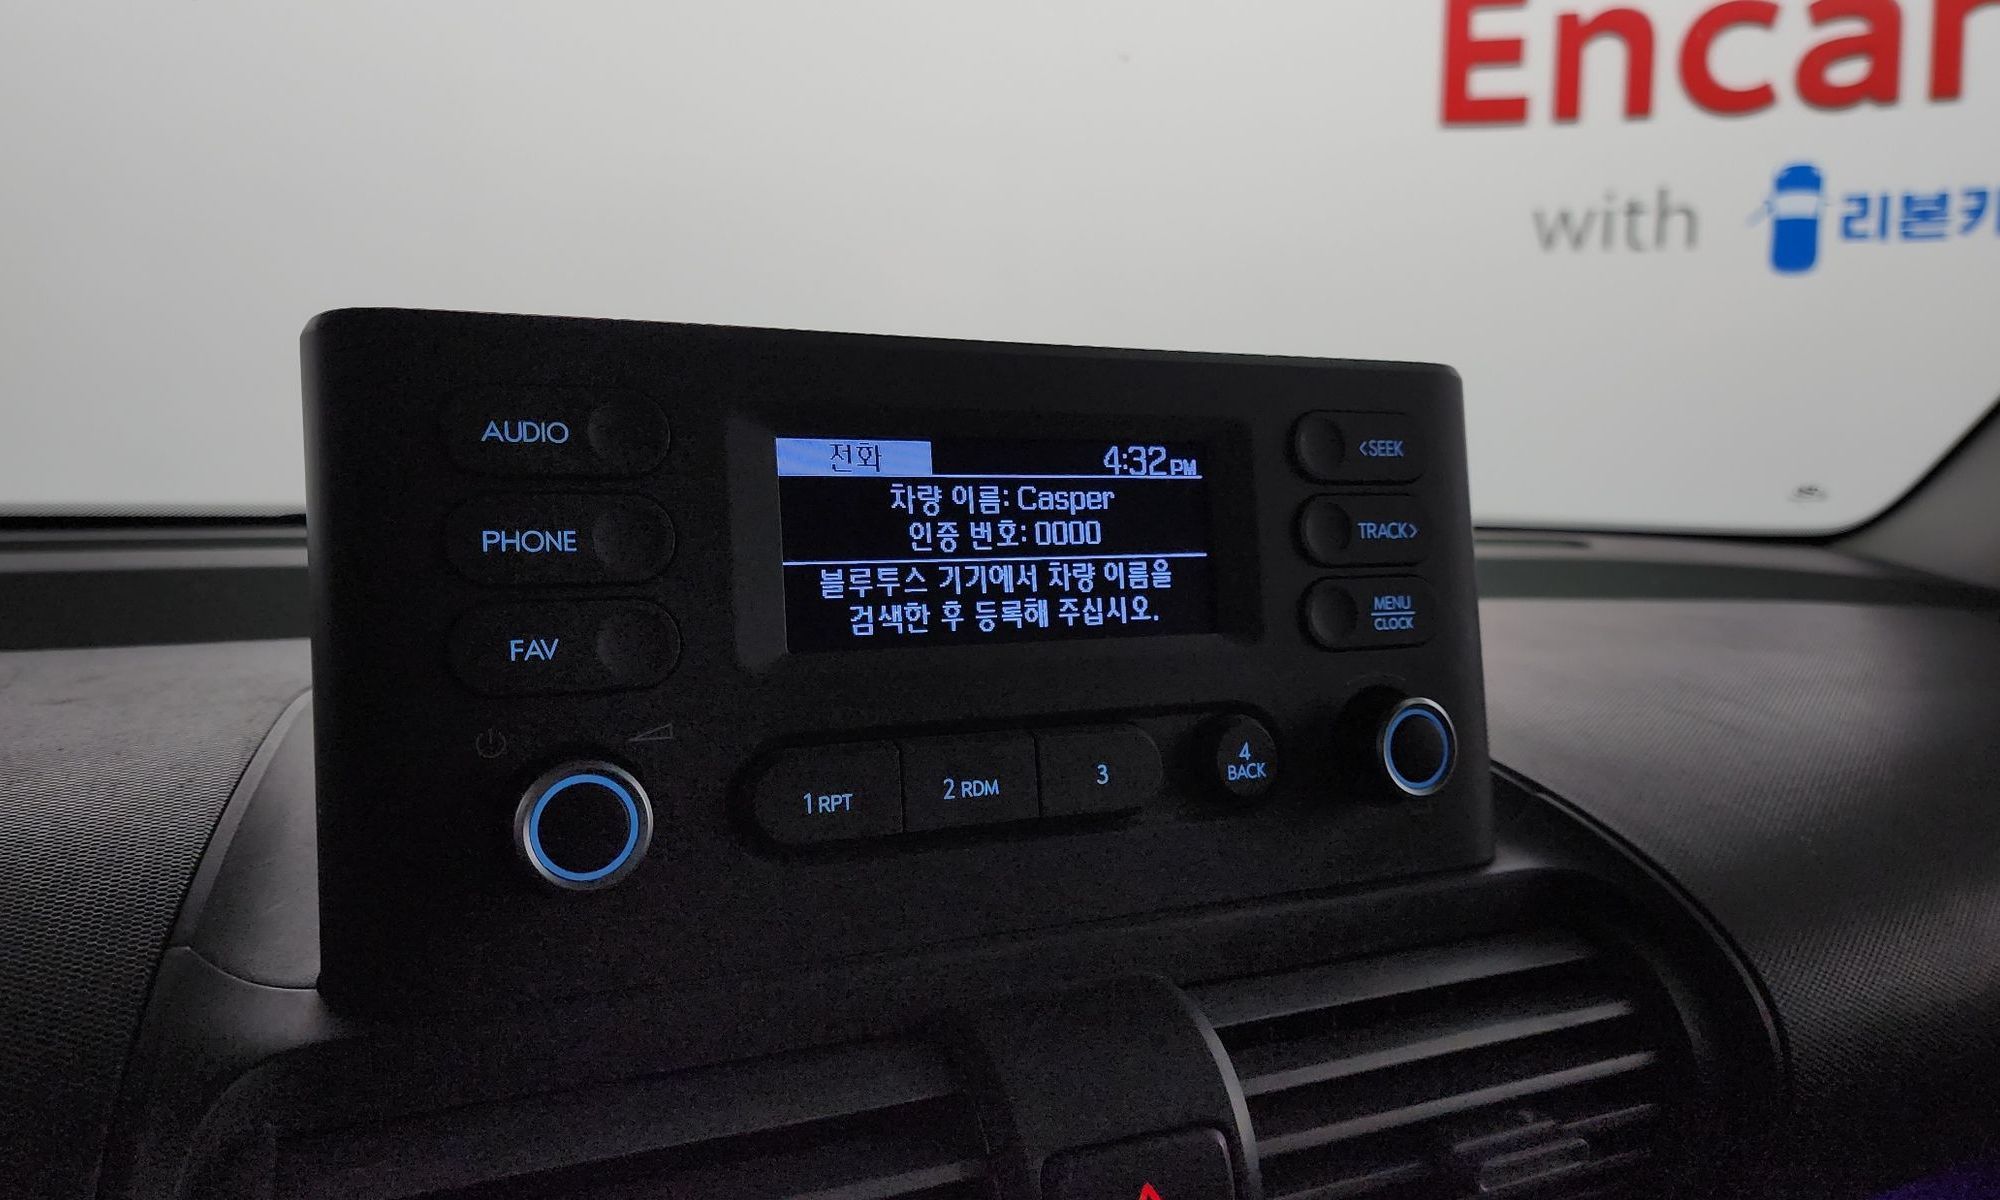 Encar
with 리본카
AUDIO
PHONE
FAV
전화 4:32 PM
차량 이름: Casper
인증 번호: 0000
블루투스 기기에서 차량 이름을
검색한 후 등록해 주십시오.
<SEEK
TRACK>
MENU
CLOCK
1 RPT
2 RDM
3
4
BACK